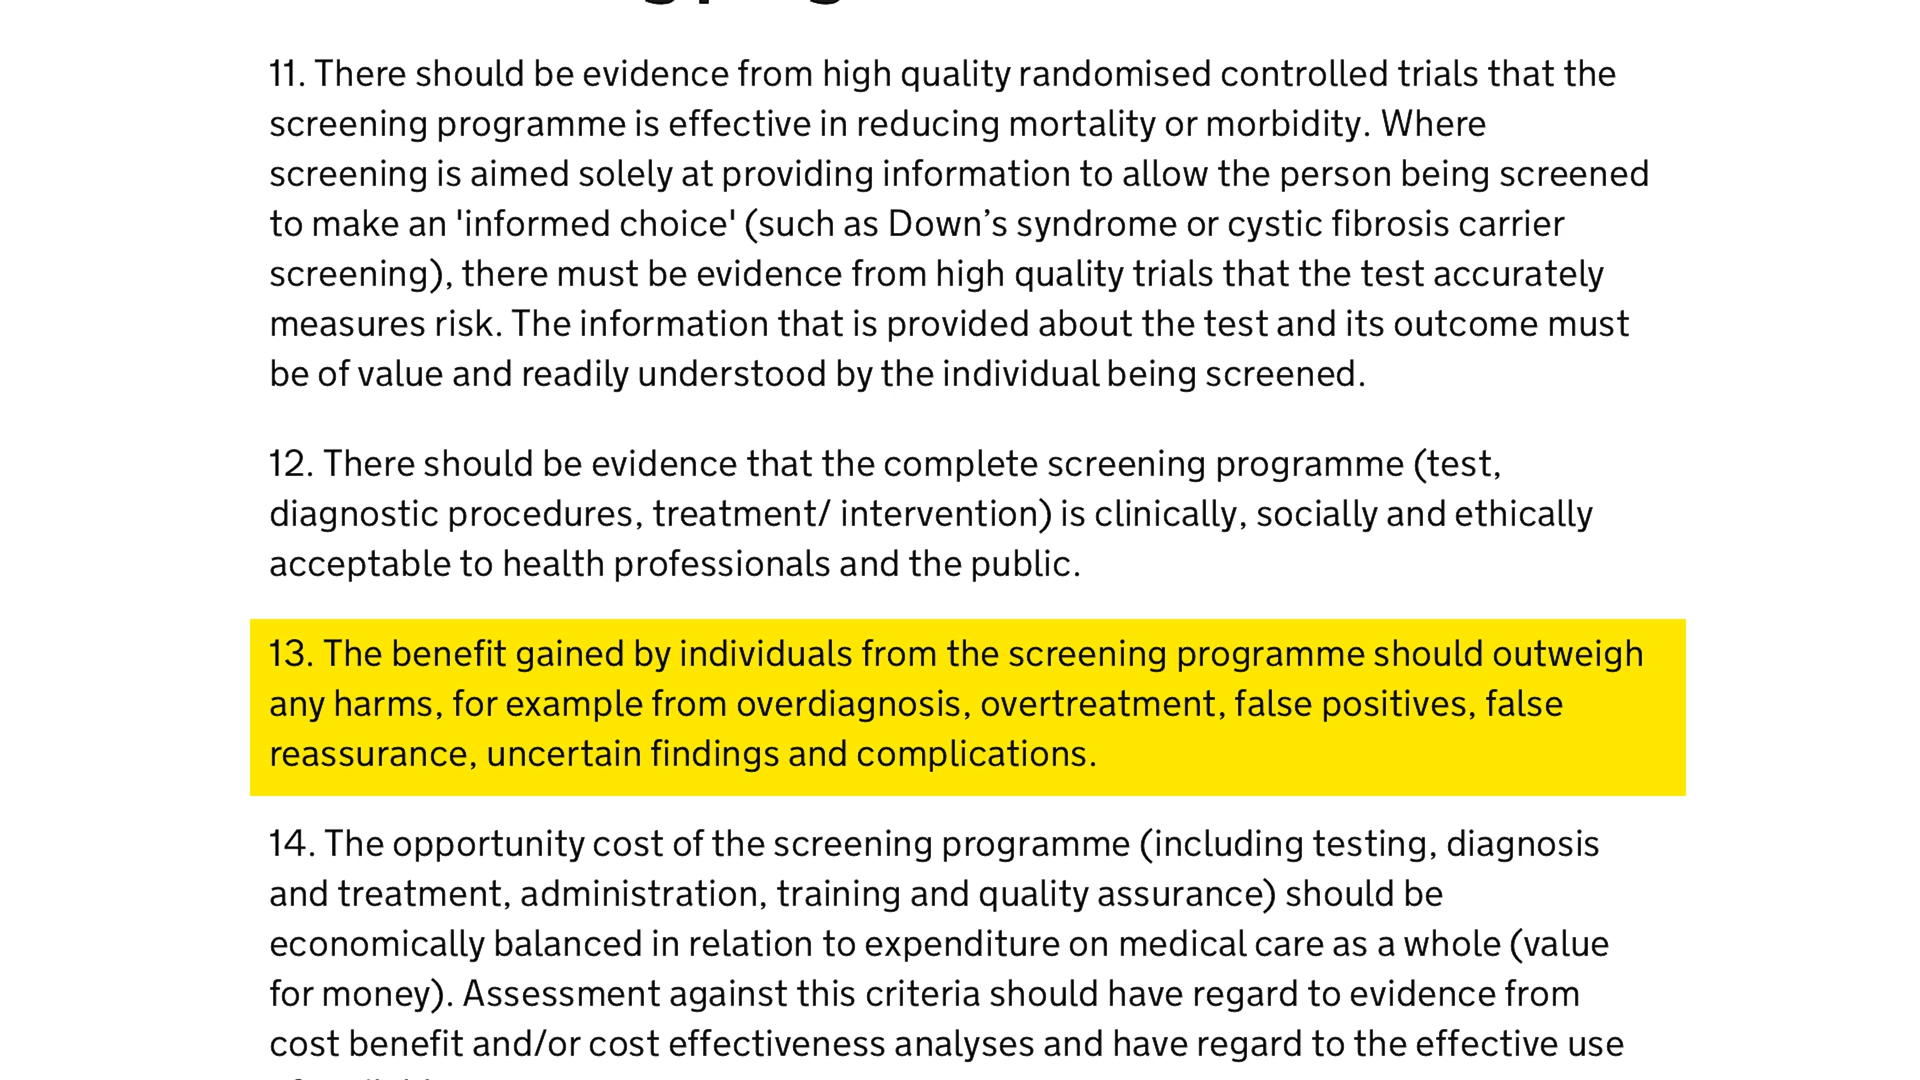 11. There should be evidence from high quality randomised controlled trials that the
screening programme is effective in reducing mortality or morbidity. Where
screening is aimed solely at providing information to allow the person being screened
to make an 'informed choice' (such as Down’s syndrome or cystic fibrosis carrier
screening), there must be evidence from high quality trials that the test accurately
measures risk. The information that is provided about the test and its outcome must
be of value and readily understood by the individual being screened.
12. There should be evidence that the complete screening programme (test,
diagnostic procedures, treatment/ intervention) is clinically, socially and ethically
acceptable to health professionals and the public.
13. The benefit gained by individuals from the screening programme should outweigh
any harms, for example from overdiagnosis, overtreatment, false positives, false
reassurance, uncertain findings and complications.
14. The opportunity cost of the screening programme (including testing, diagnosis
and treatment, administration, training and quality assurance) should be
economically balanced in relation to expenditure on medical care as a whole (value
for money). Assessment against this criteria should have regard to evidence from
cost benefit and/or cost effectiveness analyses and have regard to the effective use